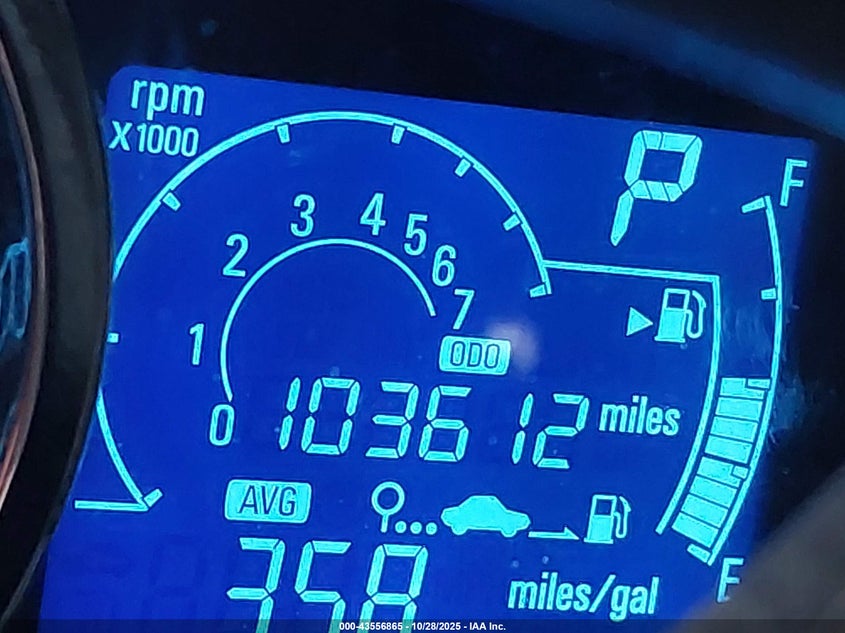 rpm
X1000
P
F
0 1 2 3 4 5 6 7
ODO
103612 miles
AVG
miles/gal
E
000-43556865 - 10/28/2025 - IAA Inc.